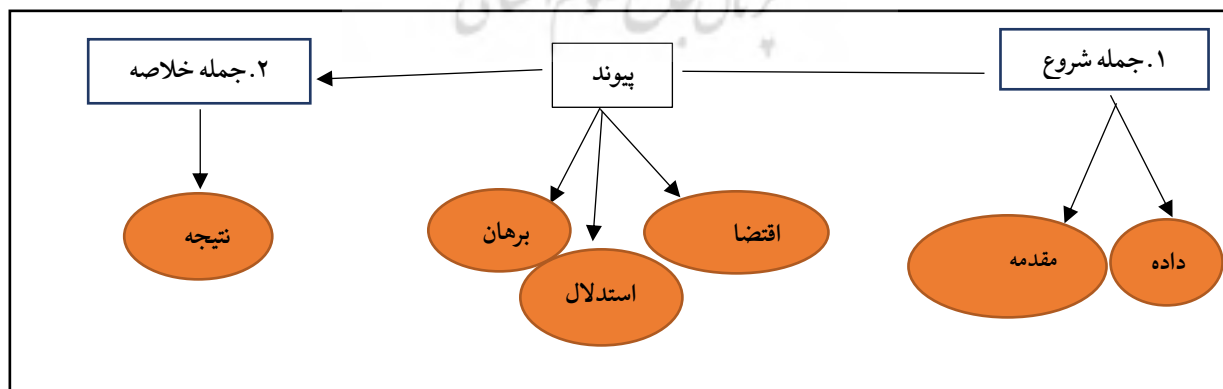 ۱.جمله شروع
پیوند
۲.جمله خلاصه
داده
مقدمه
اقتضا
استدلال
برهان
نتیجه